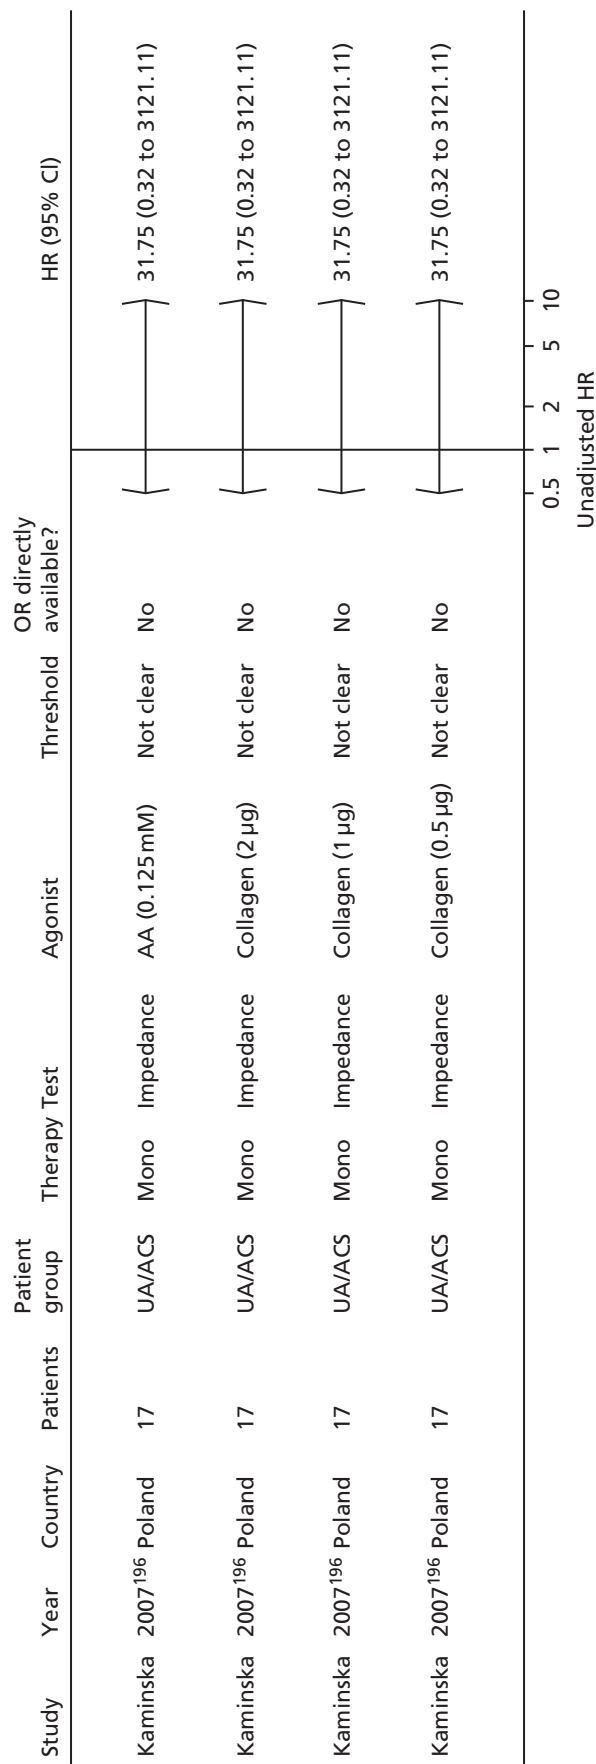 Study Year Country Patients Patient group Therapy Test Agonist Threshold OR directly available? HR (95% CI)
Kaminska 2007196 Poland 17 UA/ACS Mono Impedance AA (0.125 mM) Not clear No 31.75 (0.32 to 3121.11)
Kaminska 2007196 Poland 17 UA/ACS Mono Impedance Collagen (2 µg) Not clear No 31.75 (0.32 to 3121.11)
Kaminska 2007196 Poland 17 UA/ACS Mono Impedance Collagen (1 µg) Not clear No 31.75 (0.32 to 3121.11)
Kaminska 2007196 Poland 17 UA/ACS Mono Impedance Collagen (0.5 µg) Not clear No 31.75 (0.32 to 3121.11)
0.5 1 2 5 10
Unadjusted HR